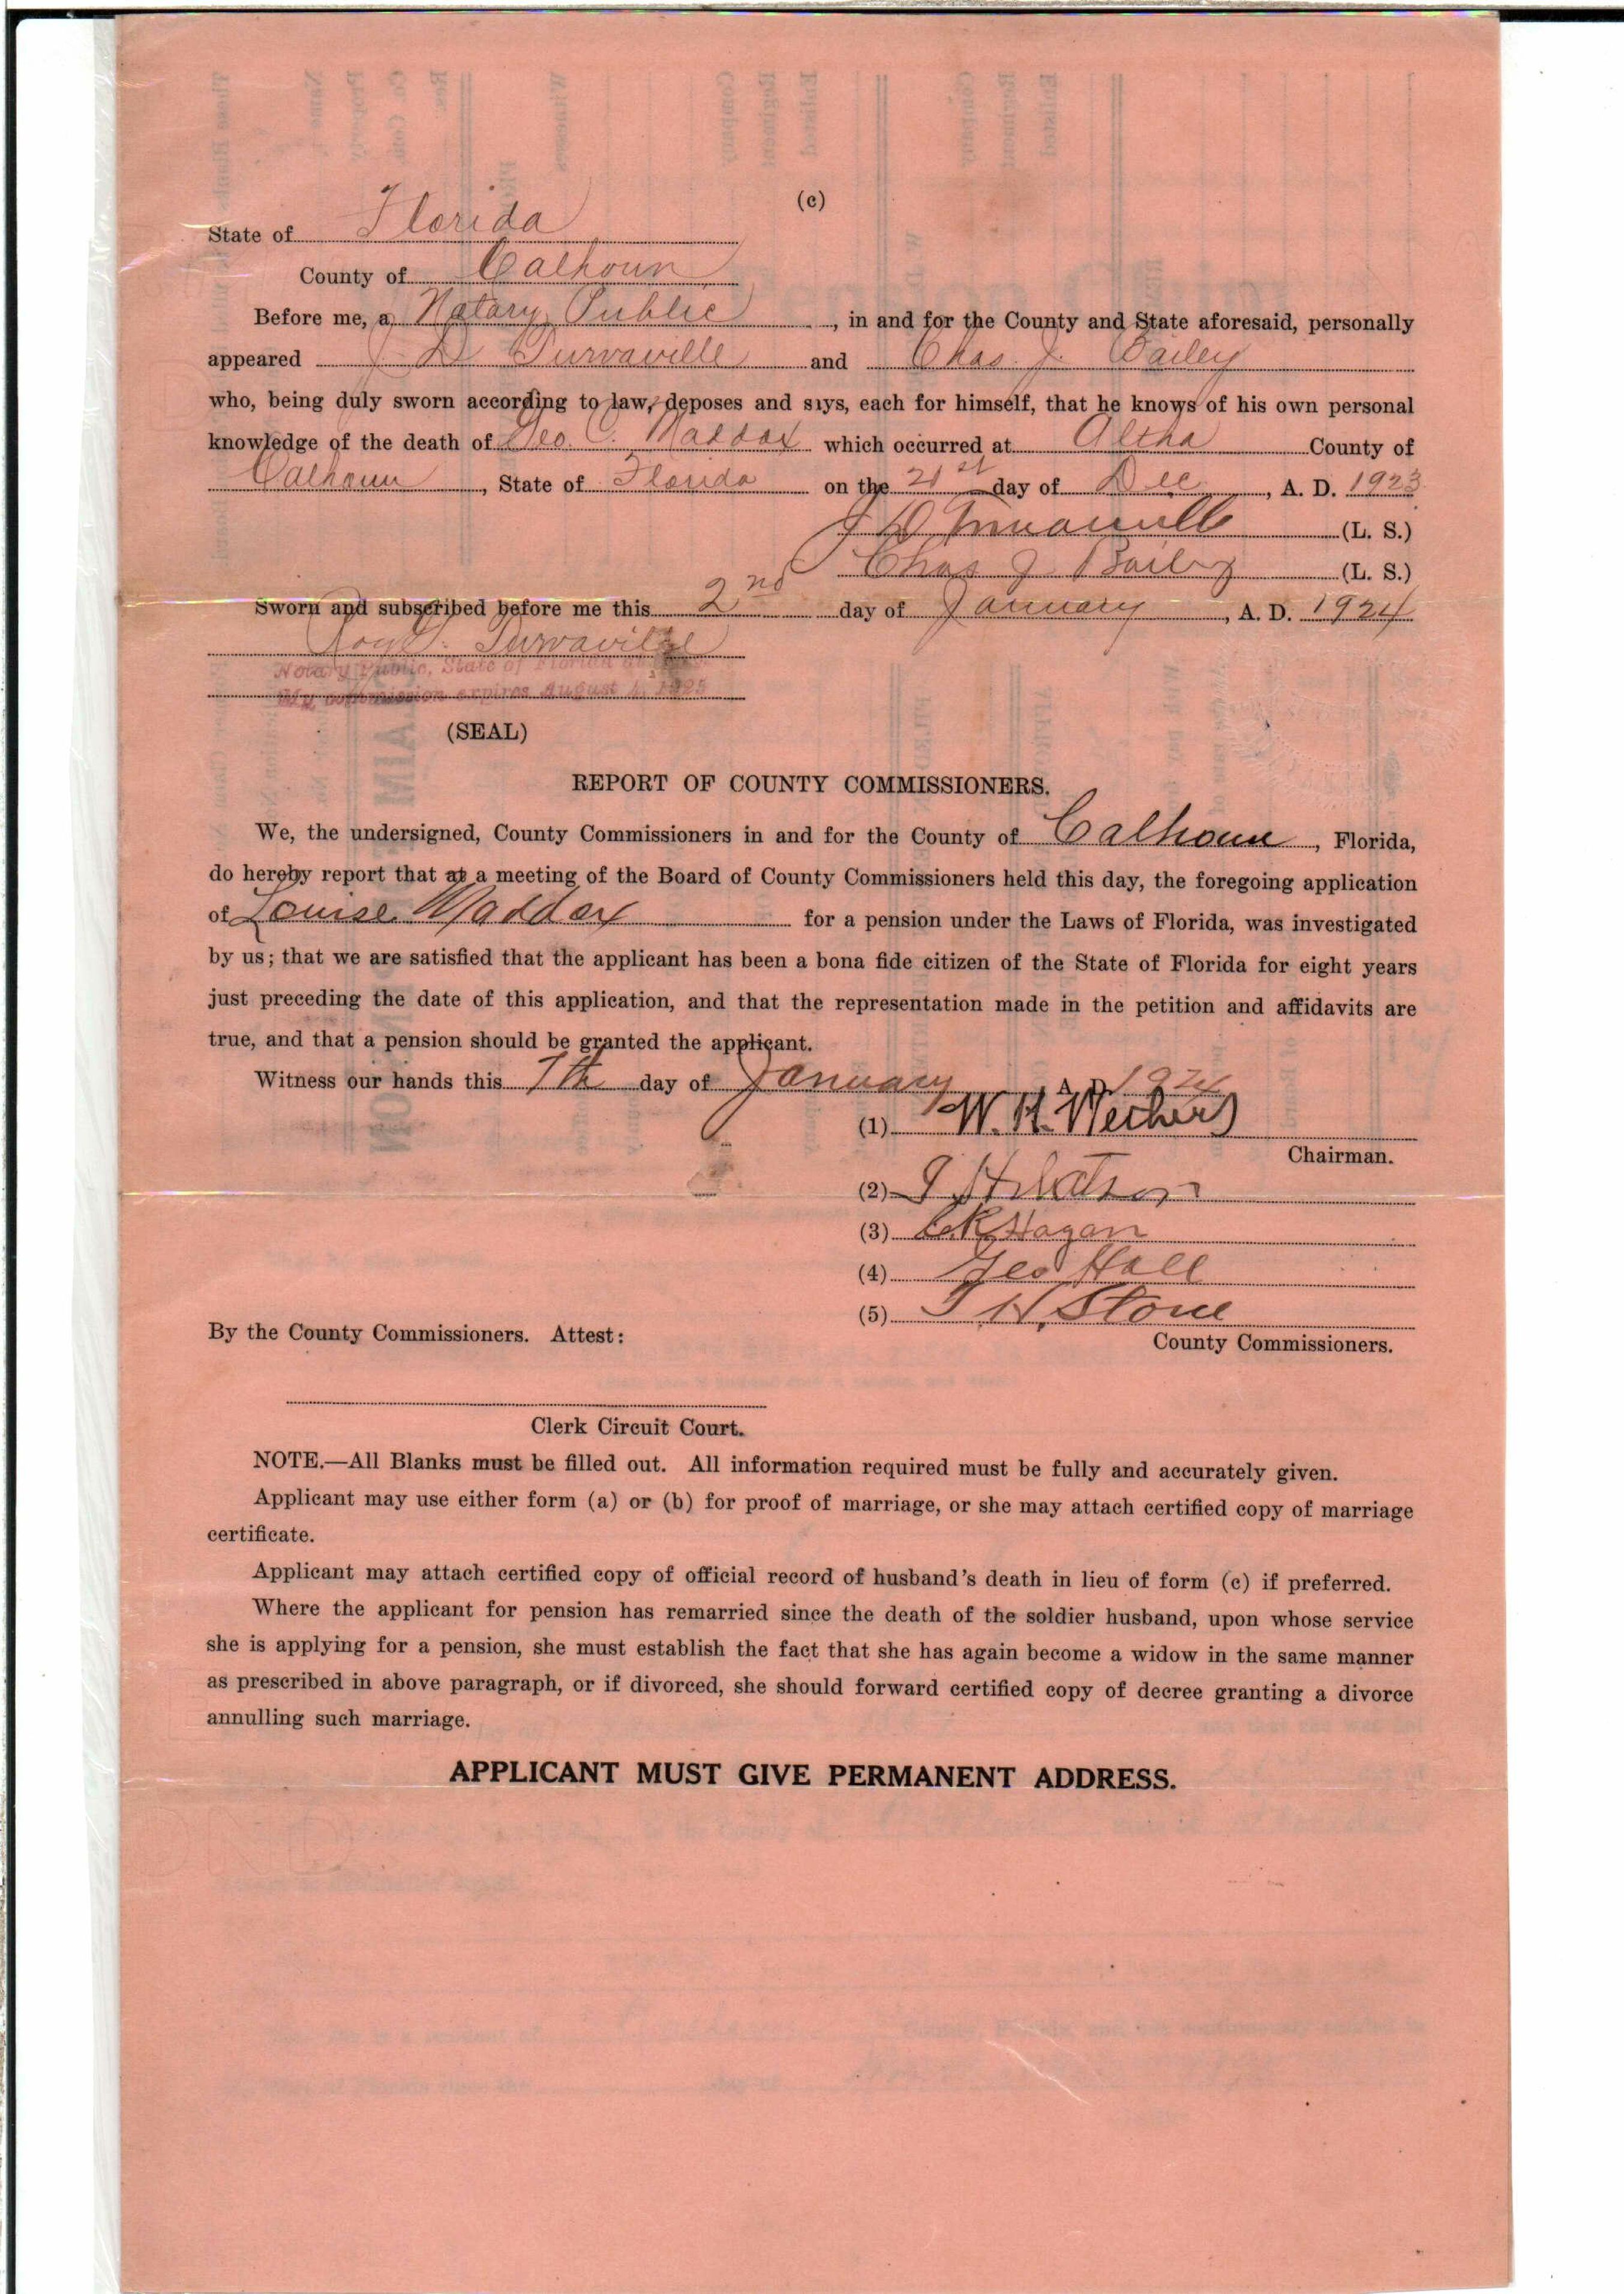 (c)
State of Florida
County of Calhoun
Before me, a Notary Public, in and for the County and State aforesaid, personally
appeared J D Turvaville and Chas. J. Bailey
who, being duly sworn according to law, deposes and says, each for himself, that he knows of his own personal
knowledge of the death of Geo. C. Maddox which occurred at Altha County of
Calhoun, State of Florida on the 21st day of Dec, A. D. 1923
J D Turvaville (L. S.)
Chas J Bailey (L. S.)
Sworn and subscribed before me this 2nd day of January, A. D. 1924
Turvaville
Notary Public, State of Florida
My commission expires August 4, 1925
(SEAL)
REPORT OF COUNTY COMMISSIONERS.
We, the undersigned, County Commissioners in and for the County of Calhoun, Florida,
do hereby report that at a meeting of the Board of County Commissioners held this day, the foregoing application
of Louise Maddox for a pension under the Laws of Florida, was investigated
by us; that we are satisfied that the applicant has been a bona fide citizen of the State of Florida for eight years
just preceding the date of this application, and that the representation made in the petition and affidavits are
true, and that a pension should be granted the applicant.
Witness our hands this 7th day of January A. D. 1924
(1) W. H.
Chairman.
(2)
(3) Hagan
(4) Geo Hall
(5) T H. Stone
By the County Commissioners. Attest:
County Commissioners.
Clerk Circuit Court.
NOTE.—All Blanks must be filled out. All information required must be fully and accurately given.
Applicant may use either form (a) or (b) for proof of marriage, or she may attach certified copy of marriage
certificate.
Applicant may attach certified copy of official record of husband's death in lieu of form (c) if preferred.
Where the applicant for pension has remarried since the death of the soldier husband, upon whose service
she is applying for a pension, she must establish the fact that she has again become a widow in the same manner
as prescribed in above paragraph, or if divorced, she should forward certified copy of decree granting a divorce
annulling such marriage.
APPLICANT MUST GIVE PERMANENT ADDRESS.